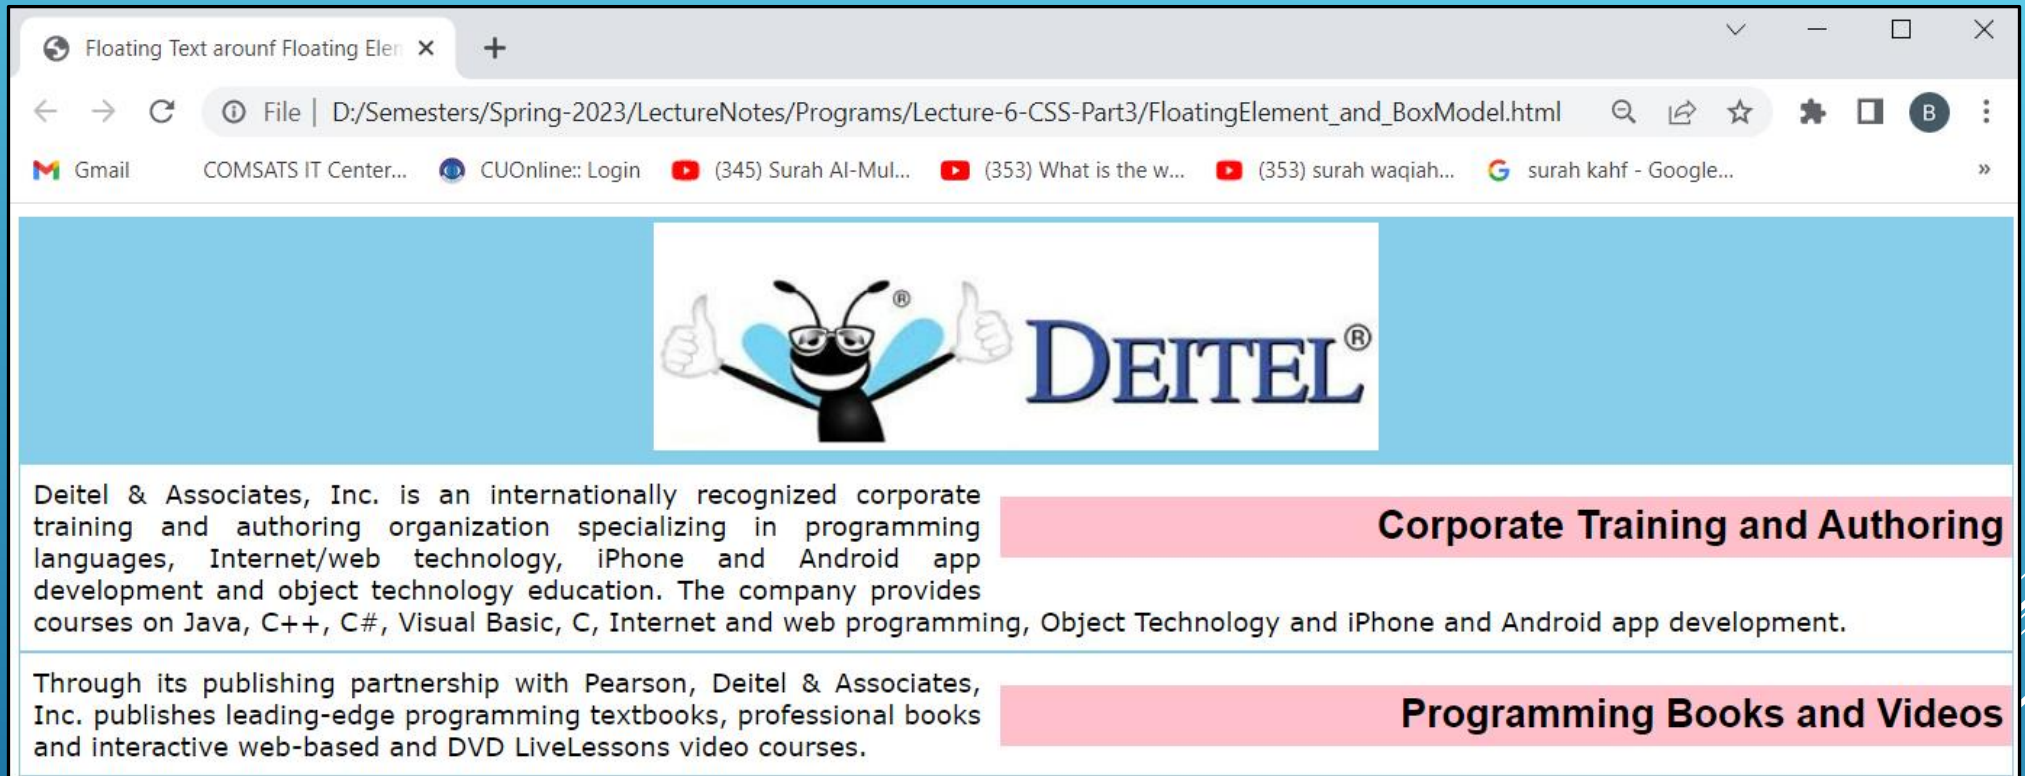 Floating Text arounf Floating Elen
File | D:/Semesters/Spring-2023/LectureNotes/Programs/Lecture-6-CSS-Part3/FloatingElement_and_BoxModel.html
B
Gmail COMSATS IT Center... CUOnline:: Login (345) Surah Al-Mul... (353) What is the w... (353) surah waqiah... surah kahf - Google... »
® DEITEL®
Deitel & Associates, Inc. is an internationally recognized corporate
training and authoring organization specializing in programming
languages, Internet/web technology, iPhone and Android app
development and object technology education. The company provides
courses on Java, C++, C#, Visual Basic, C, Internet and web programming, Object Technology and iPhone and Android app development.
Corporate Training and Authoring
Through its publishing partnership with Pearson, Deitel & Associates,
Inc. publishes leading-edge programming textbooks, professional books
and interactive web-based and DVD LiveLessons video courses.
Programming Books and Videos